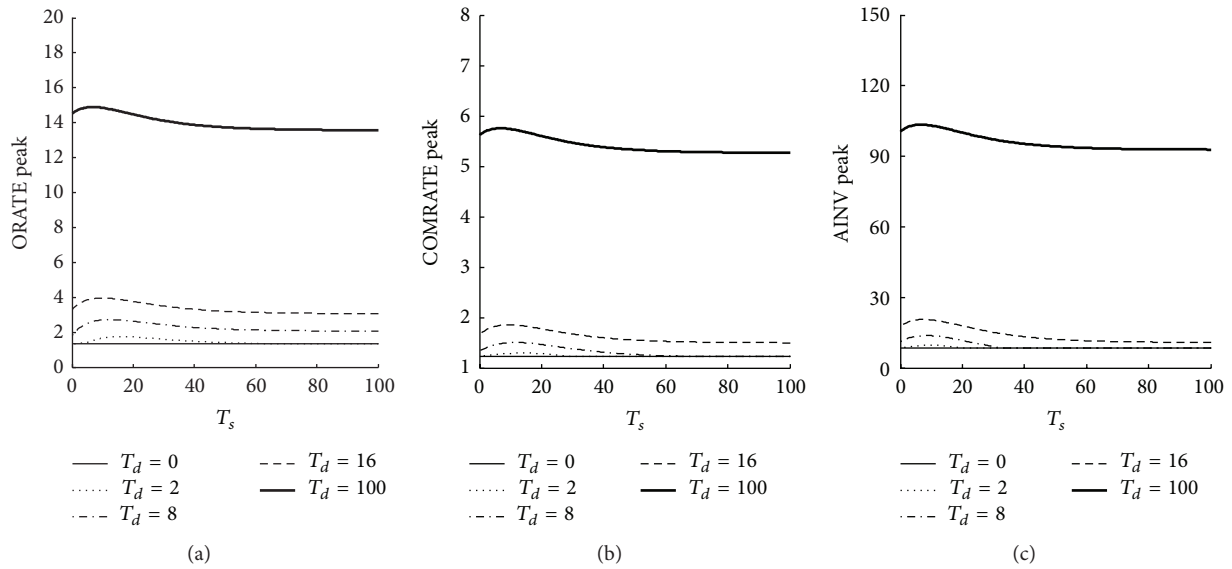 20
18
16
14
12
10
8
6
4
2
0
ORATE peak
0 20 40 60 80 100
T_s
T_d = 0
T_d = 2
T_d = 8
T_d = 16
T_d = 100
(a)
8
7
6
5
4
3
2
1
COMRATE peak
0 20 40 60 80 100
T_s
T_d = 0
T_d = 2
T_d = 8
T_d = 16
T_d = 100
(b)
150
120
90
60
30
0
AINV peak
0 20 40 60 80 100
T_s
T_d = 0
T_d = 2
T_d = 8
T_d = 16
T_d = 100
(c)